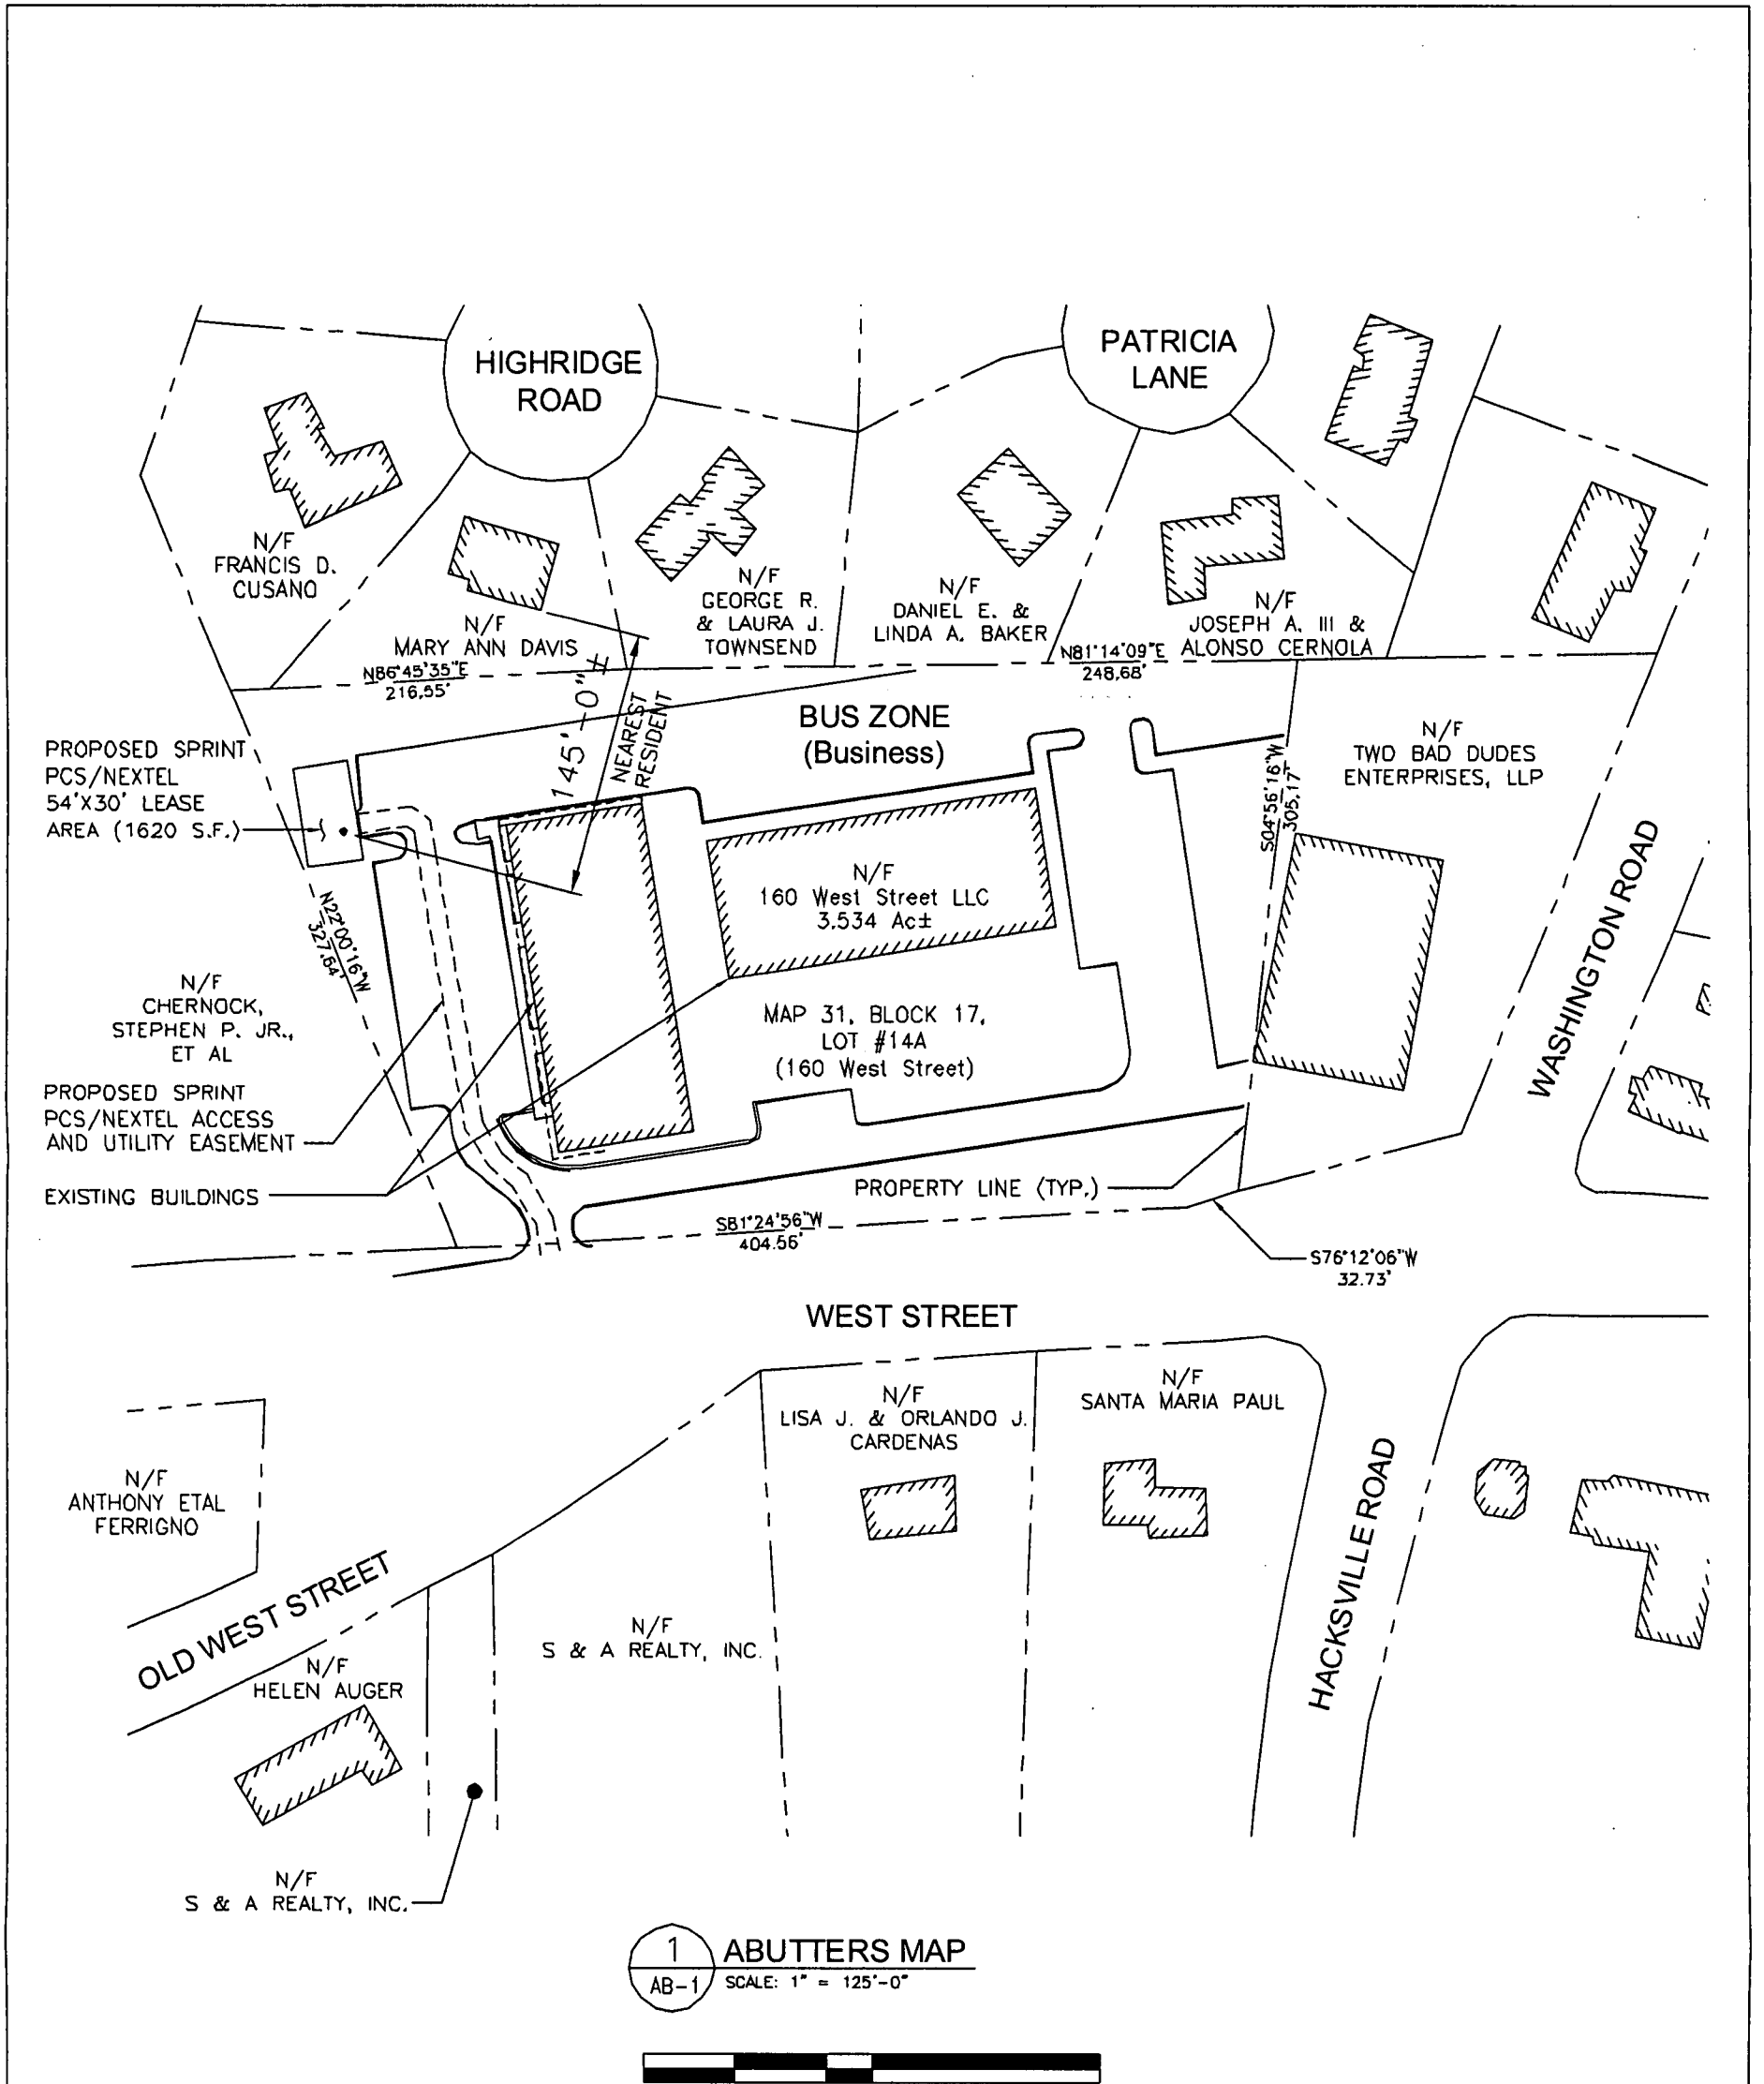 HIGHRIDGE
ROAD
PATRICIA
LANE
N/F
FRANCIS D.
CUSANO
N/F
MARY ANN DAVIS
N/F
GEORGE R.
& LAURA J.
TOWNSEND
N/F
DANIEL E. &
LINDA A. BAKER
N/F
JOSEPH A. III &
ALONSO CERNOLA
N86°45'35"E
216.55'
N81°14'09"E
248.68'
145'-0" ±
NEAREST
RESIDENT
BUS ZONE
(Business)
N/F
TWO BAD DUDES
ENTERPRISES, LLP
PROPOSED SPRINT
PCS/NEXTEL
54'X30' LEASE
AREA (1620 S.F.)
S04°56'16"W
305.17'
WASHINGTON ROAD
N/F
160 West Street LLC
3.534 Ac±
N22°00'16"W
327.64'
N/F
CHERNOCK,
STEPHEN P. JR.,
ET AL
MAP 31, BLOCK 17,
LOT #14A
(160 West Street)
PROPOSED SPRINT
PCS/NEXTEL ACCESS
AND UTILITY EASEMENT
EXISTING BUILDINGS
PROPERTY LINE (TYP.)
S81°24'56"W
404.56'
S76°12'06"W
32.73'
WEST STREET
N/F
LISA J. & ORLANDO J.
CARDENAS
N/F
SANTA MARIA PAUL
N/F
ANTHONY ETAL
FERRIGNO
HACKSVILLE ROAD
OLD WEST STREET
N/F
S & A REALTY, INC.
N/F
HELEN AUGER
N/F
S & A REALTY, INC.
1
AB-1
ABUTTERS MAP
SCALE: 1" = 125'-0"